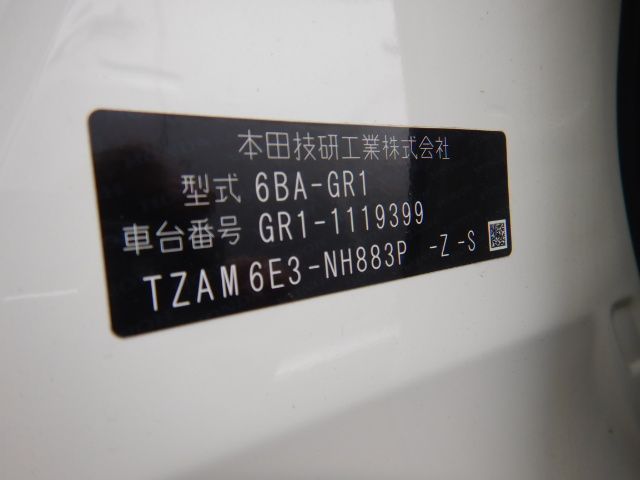 本田技研工業株式会社
型式 6BA-GR1
車台番号 GR1-1119399
TZAM6E3-NH883P -Z-S